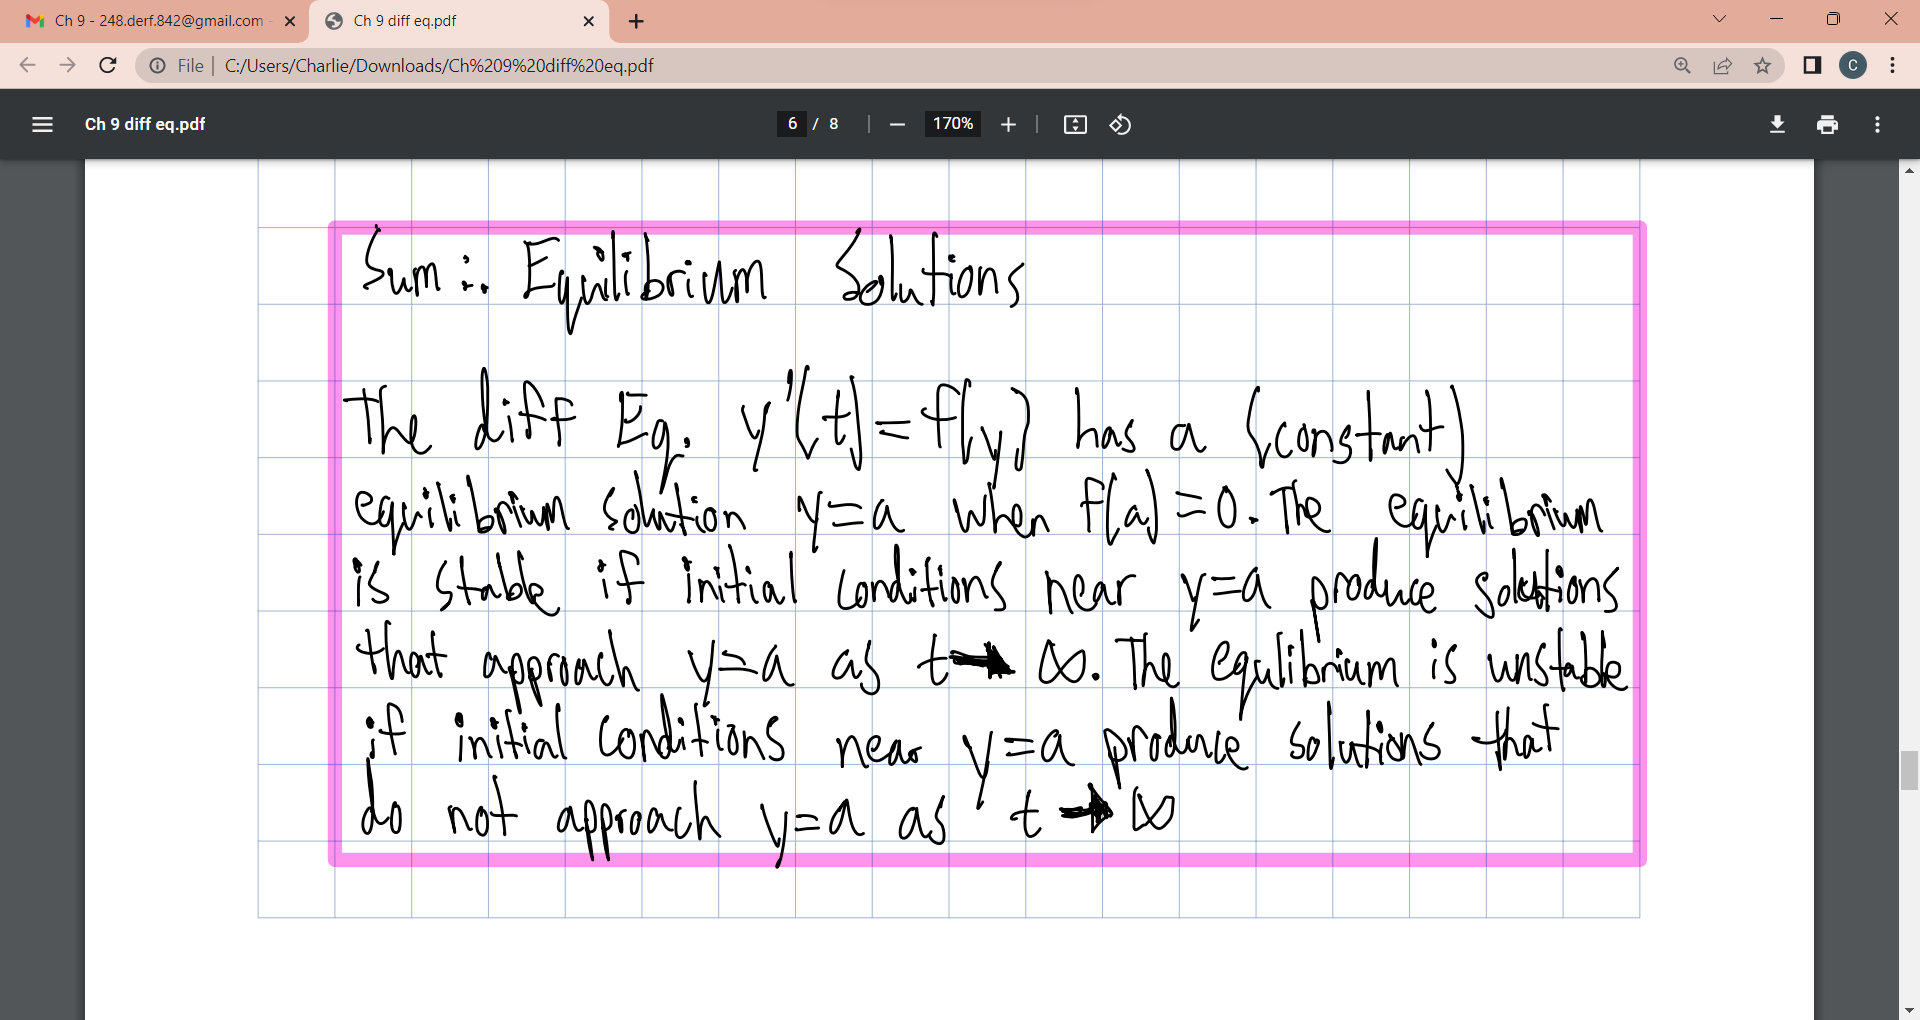 Ch 9 - 248.derf.842@gmail.com -
Ch 9 diff eq.pdf
File | C:/Users/Charlie/Downloads/Ch%209%20diff%20eq.pdf
C
Ch 9 diff eq.pdf
6 / 8
170%
Sum :. Equilibrium Solutions
The diff Eq. y'(t) = f(y) has a (constant)
equilibrium solution y=a when f(a)=0. The equilibrium
is stable if initial conditions near y=a produce solutions
that approach y=a as t → ∞. The equlibrium is unstable
if initial conditions near y=a produce solutions that
do not approach y=a as t → ∞